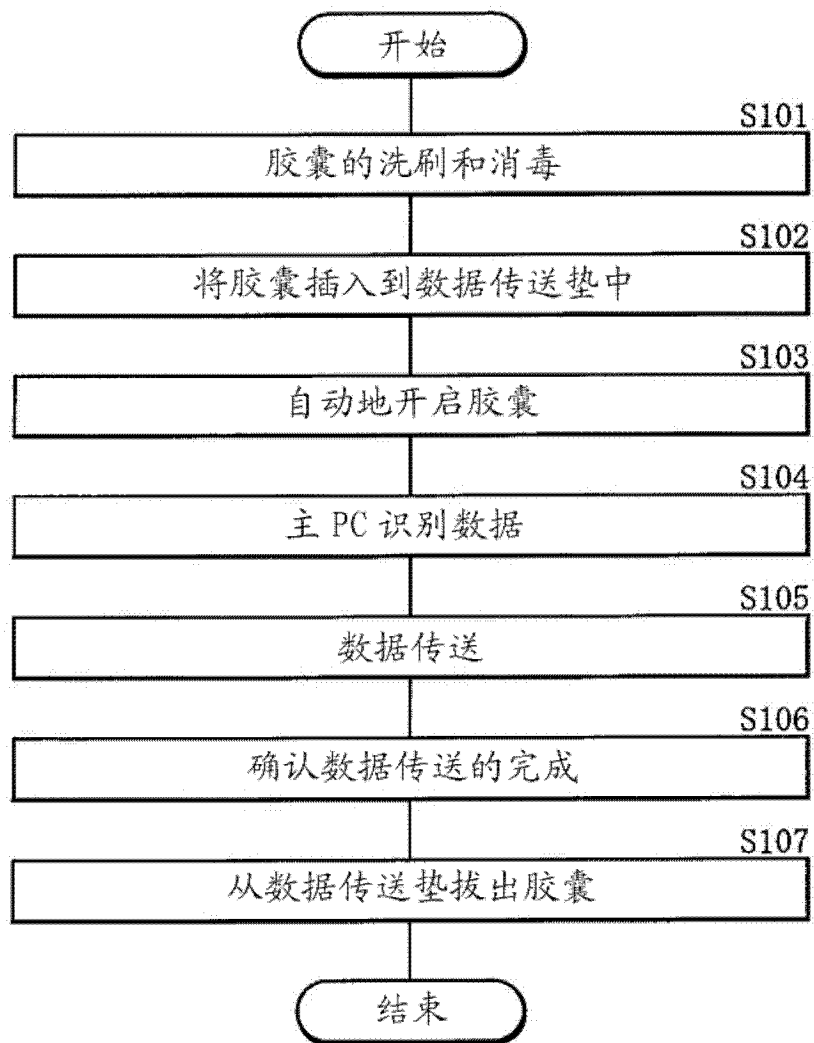 开始
S101
胶囊的洗刷和消毒
S102
将胶囊插入到数据传送垫中
S103
自动地开启胶囊
S104
主PC识别数据
S105
数据传送
S106
确认数据传送的完成
S107
从数据传送垫拔出胶囊
结束